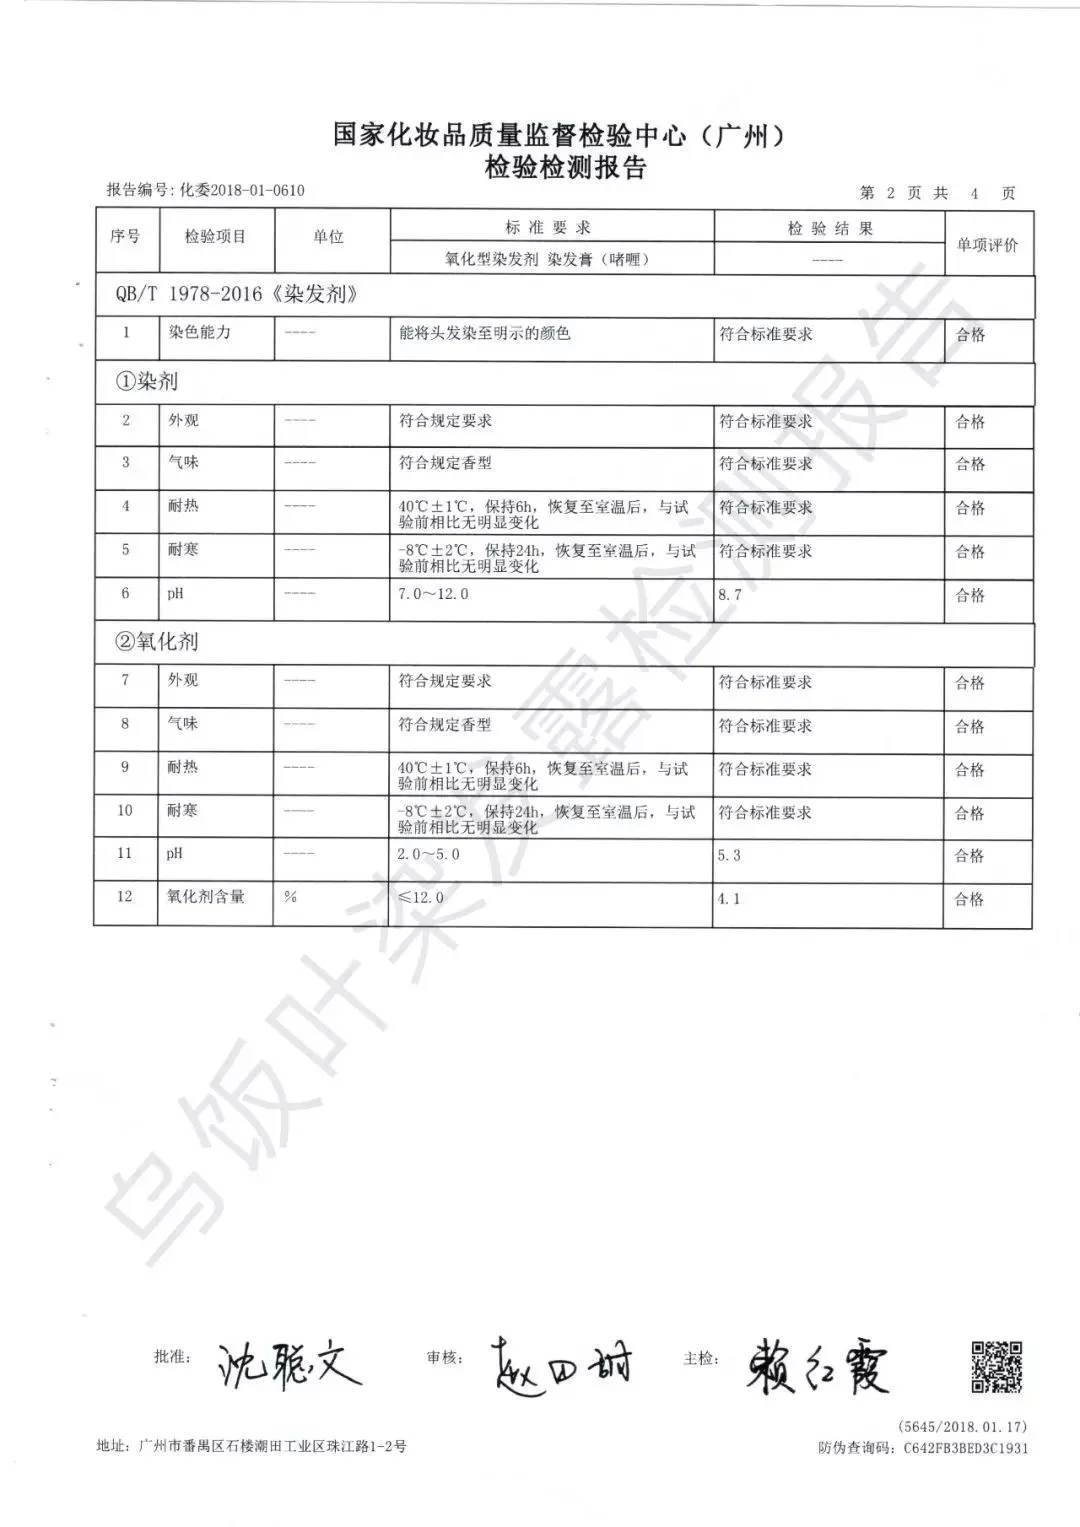 国家化妆品质量监督检验中心（广州）
检验检测报告
报告编号: 化委2018-01-0610
第 2 页 共 4 页
序号 检验项目 单位 标准要求 检验结果 单项评价
氧化型染发剂 染发膏（啫喱） ----
QB/T 1978-2016《染发剂》
1 染色能力 ---- 能将头发染至明示的颜色 符合标准要求 合格
①染剂
2 外观 ---- 符合规定要求 符合标准要求 合格
3 气味 ---- 符合规定香型 符合标准要求 合格
4 耐热 ---- 40℃±1℃，保持6h，恢复至室温后，与试 符合标准要求 合格
验前相比无明显变化
5 耐寒 ---- -8℃±2℃，保持24h，恢复至室温后，与试 符合标准要求 合格
验前相比无明显变化
6 pH ---- 7.0～12.0 8.7 合格
②氧化剂
7 外观 ---- 符合规定要求 符合标准要求 合格
8 气味 ---- 符合规定香型 符合标准要求 合格
9 耐热 ---- 40℃±1℃，保持6h，恢复至室温后，与试 符合标准要求 合格
验前相比无明显变化
10 耐寒 ---- -8℃±2℃，保持24h，恢复至室温后，与试 符合标准要求 合格
验前相比无明显变化
11 pH ---- 2.0～5.0 5.3 合格
12 氧化剂含量 % ≤12.0 4.1 合格
乌饭叶染发露检测报告
批准: 沈聪文 审核: 赵田甜 主检: 赖红霞
(5645/2018.01.17)
地址: 广州市番禺区石楼潮田工业区珠江路1-2号
防伪查询码: C642FB3BED3C1931